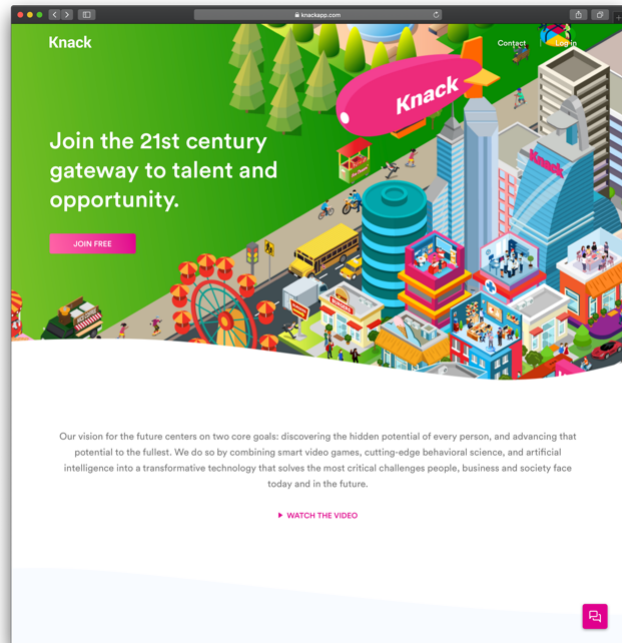 knackapp.com
Knack
Contact
Log in
Knack
Knack
Join the 21st century
gateway to talent and
opportunity.
JOIN FREE
Our vision for the future centers on two core goals: discovering the hidden potential of every person, and advancing that
potential to the fullest. We do so by combining smart video games, cutting-edge behavioral science, and artificial
intelligence into a transformative technology that solves the most critical challenges people, business and society face
today and in the future.
WATCH THE VIDEO